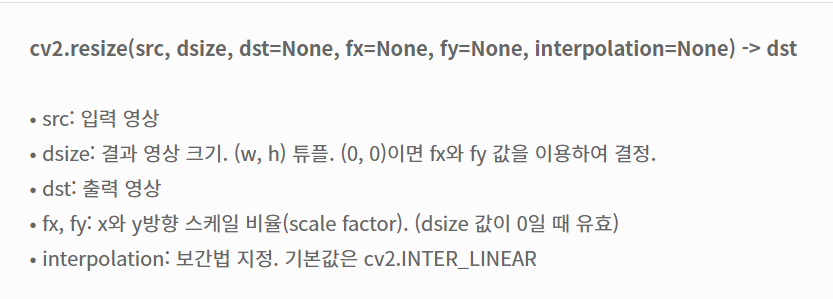 cv2.resize(src, dsize, dst=None, fx=None, fy=None, interpolation=None) -> dst
• src: 입력 영상
• dsize: 결과 영상 크기. (w, h) 튜플. (0, 0)이면 fx와 fy 값을 이용하여 결정.
• dst: 출력 영상
• fx, fy: x와 y방향 스케일 비율(scale factor). (dsize 값이 0일 때 유효)
• interpolation: 보간법 지정. 기본값은 cv2.INTER_LINEAR